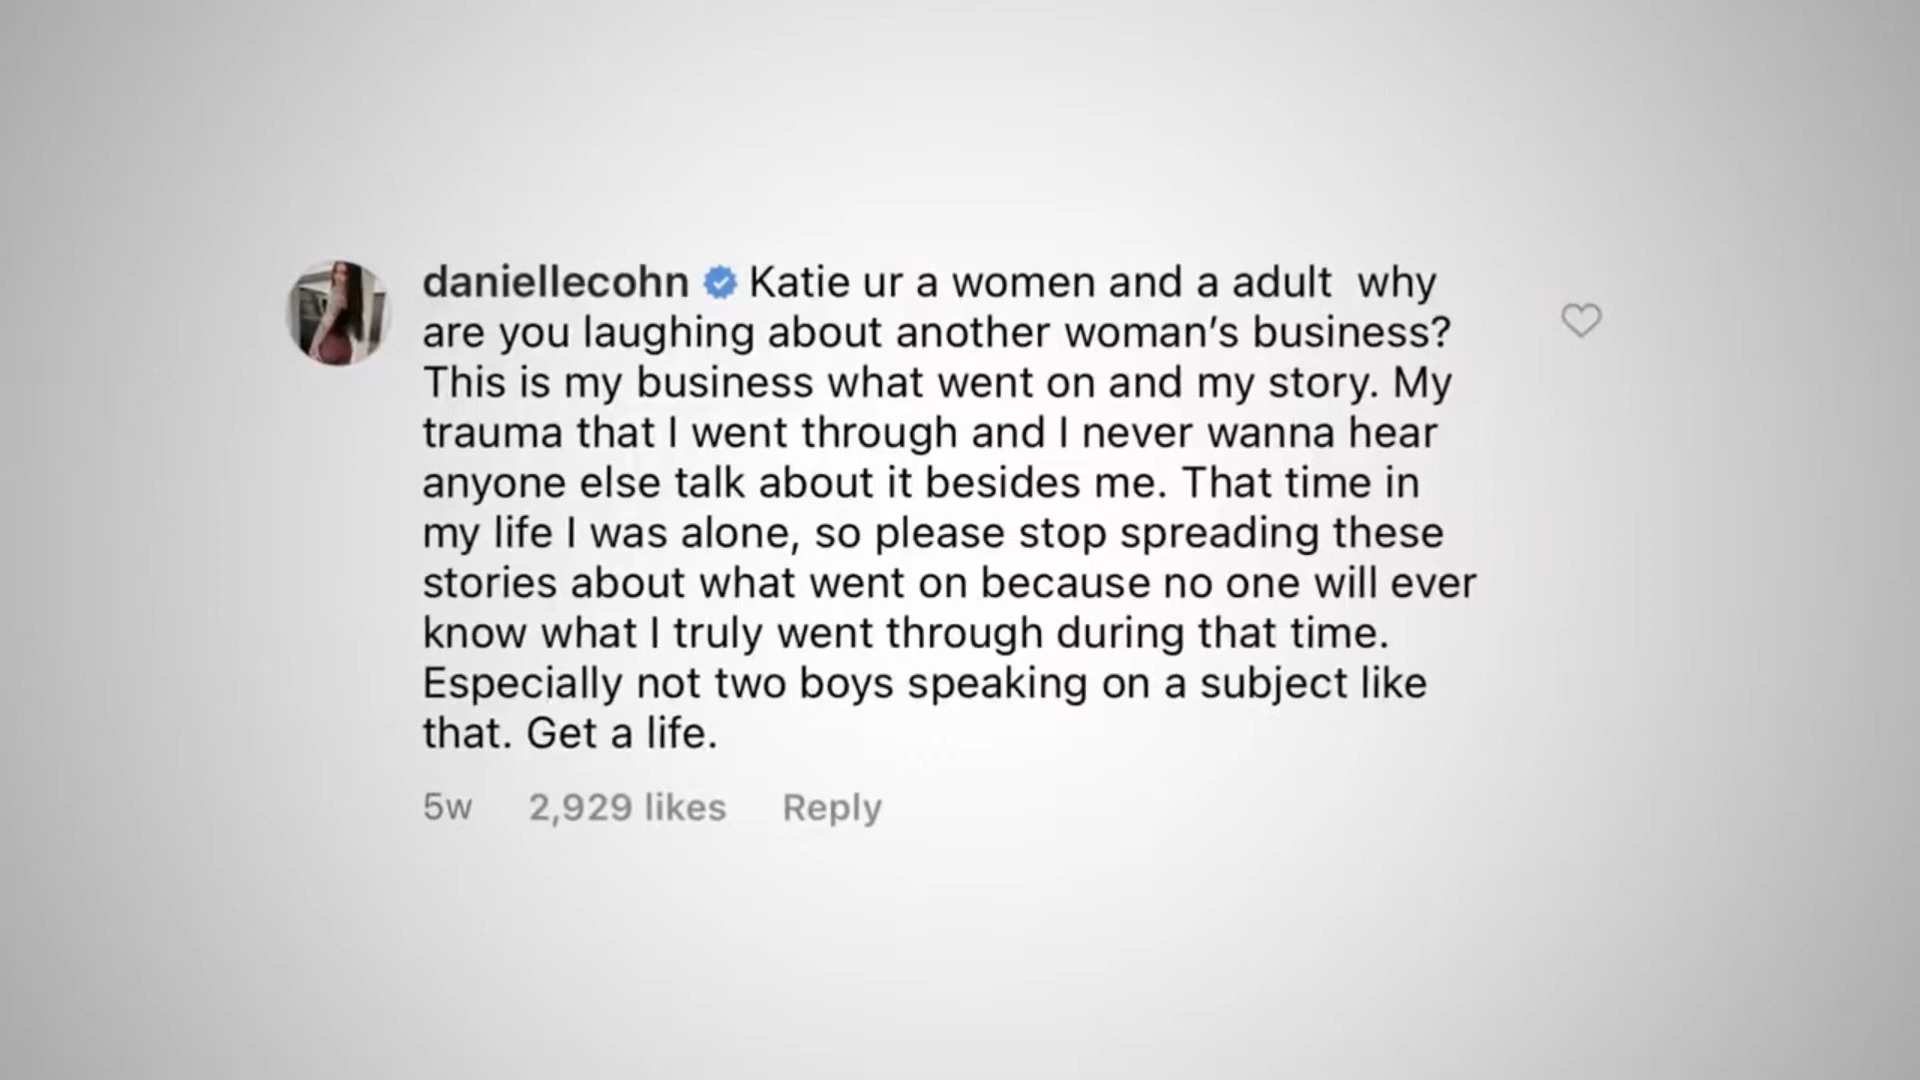 daniellecohn Katie ur a women and a adult  why
are you laughing about another woman's business?
This is my business what went on and my story. My
trauma that I went through and I never wanna hear
anyone else talk about it besides me. That time in
my life I was alone, so please stop spreading these
stories about what went on because no one will ever
know what I truly went through during that time.
Especially not two boys speaking on a subject like
that. Get a life.
5w 2,929 likes Reply